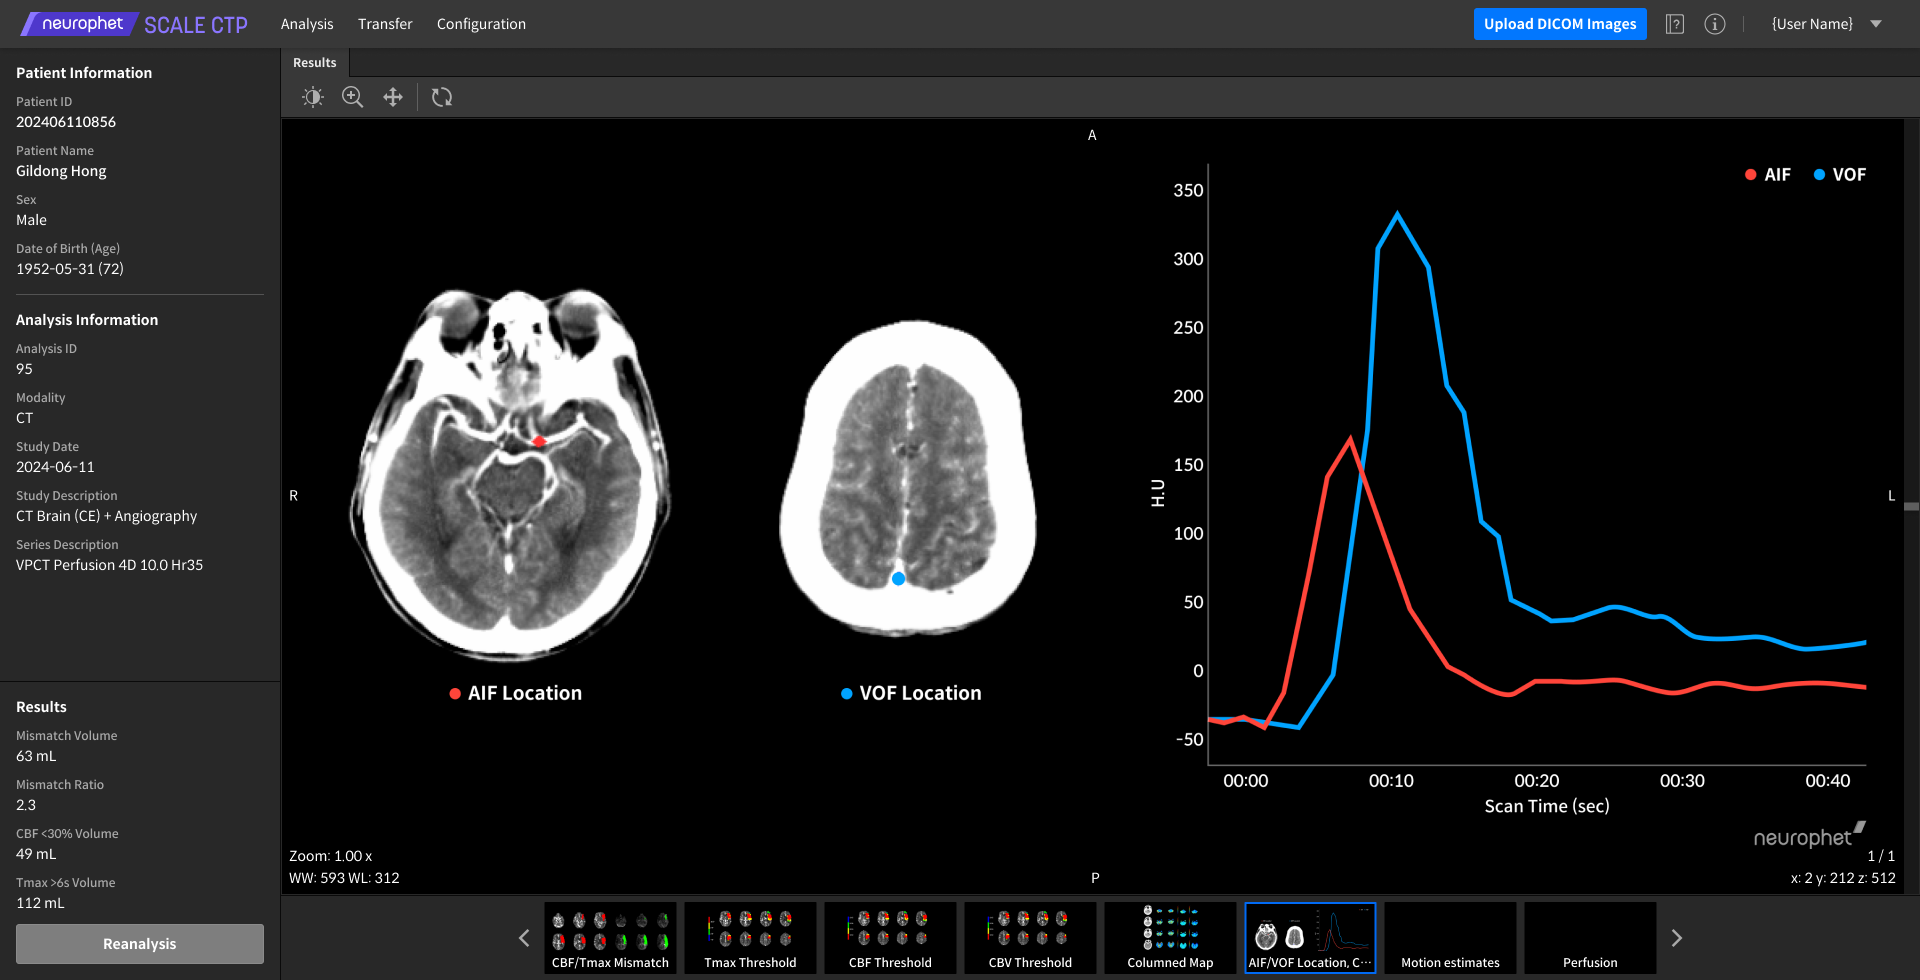 neurophet SCALE CTP
Analysis
Transfer
Configuration
Upload DICOM Images
{User Name}
Patient Information
Patient ID
202406110856
Patient Name
Gildong Hong
Sex
Male
Date of Birth (Age)
1952-05-31 (72)
Analysis Information
Analysis ID
95
Modality
CT
Study Date
2024-06-11
Study Description
CT Brain (CE) + Angiography
Series Description
VPCT Perfusion 4D 10.0 Hr35
Results
Mismatch Volume
63 mL
Mismatch Ratio
2.3
CBF <30% Volume
49 mL
Tmax >6s Volume
112 mL
Reanalysis
Results
A
R
L
P
AIF Location
VOF Location
AIF
VOF
350
300
250
200
150
100
50
0
-50
H.U
00:00
00:10
00:20
00:30
00:40
Scan Time (sec)
neurophet
1 / 1
x: 2 y: 212 z: 512
Zoom: 1.00 x
WW: 593 WL: 312
CBF/Tmax Mismatch
Tmax Threshold
CBF Threshold
CBV Threshold
Columned Map
AIF/VOF Location, C···
Motion estimates
Perfusion